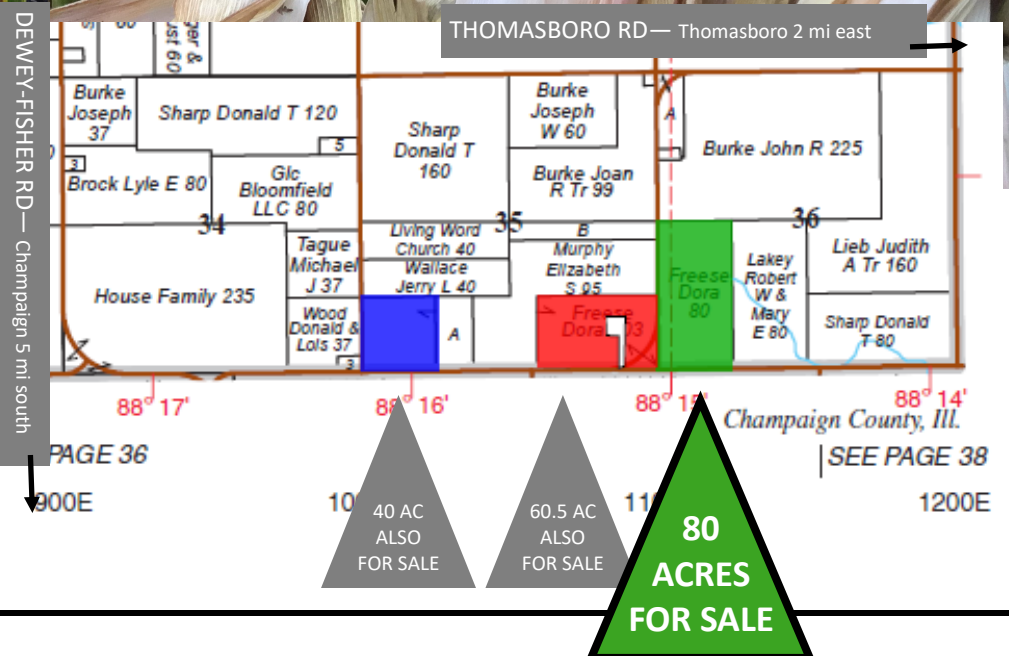 THOMASBORO RD— Thomasboro 2 mi east
DEWEY-FISHER RD— Champaign 5 mi south
ust 60
Burke
Joseph
37
Sharp Donald T 120
5
3
Brock Lyle E 80
Glc
Bloomfield
LLC 80
34
Tague
Michael
J 37
House Family 235
Wood
Donald &
Lois 37
3
Sharp
Donald T
160
Burke
Joseph
W 60
Burke Joan
R Tr 99
35
Living Word
Church 40
Wallace
Jerry L 40
B
Murphy
Elizabeth
S 95
A
Freese
Dora
A
Burke John R 225
36
Freese
Dora
80
Lakey
Robert
W &
Mary
E 80
Lieb Judith
A Tr 160
Sharp Donald
T 80
88° 17'
88° 16'
88° 15'
88° 14'
Champaign County, Ill.
PAGE 36
SEE PAGE 38
900E
1200E
40 AC
ALSO
FOR SALE
60.5 AC
ALSO
FOR SALE
80
ACRES
FOR SALE